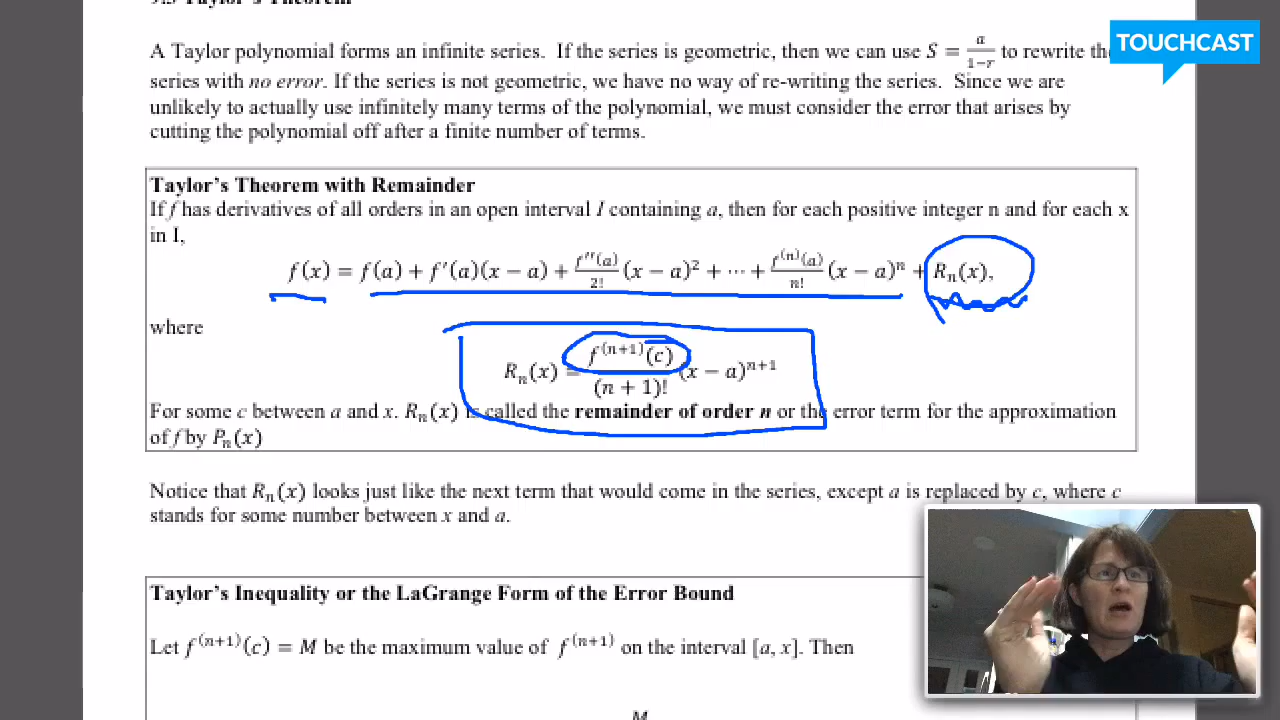 9.3 Taylor's Theorem
TOUCHCAST
A Taylor polynomial forms an infinite series. If the series is geometric, then we can use S = a/(1−r) to rewrite the
series with no error. If the series is not geometric, we have no way of re-writing the series. Since we are
unlikely to actually use infinitely many terms of the polynomial, we must consider the error that arises by
cutting the polynomial off after a finite number of terms.
Taylor's Theorem with Remainder
If f has derivatives of all orders in an open interval I containing a, then for each positive integer n and for each x
in I,
f(x) = f(a) + f′(a)(x − a) + f′′(a)/2! (x − a)² + ⋯ + f⁽ⁿ⁾(a)/n! (x − a)ⁿ + Rₙ(x),
where
Rₙ(x) = f⁽ⁿ⁺¹⁾(c)/(n + 1)! (x − a)ⁿ⁺¹
For some c between a and x. Rₙ(x) is called the remainder of order n or the error term for the approximation
of f by Pₙ(x)
Notice that Rₙ(x) looks just like the next term that would come in the series, except a is replaced by c, where c
stands for some number between x and a.
Taylor's Inequality or the LaGrange Form of the Error Bound
Let f⁽ⁿ⁺¹⁾(c) = M be the maximum value of f⁽ⁿ⁺¹⁾ on the interval [a, x]. Then
M